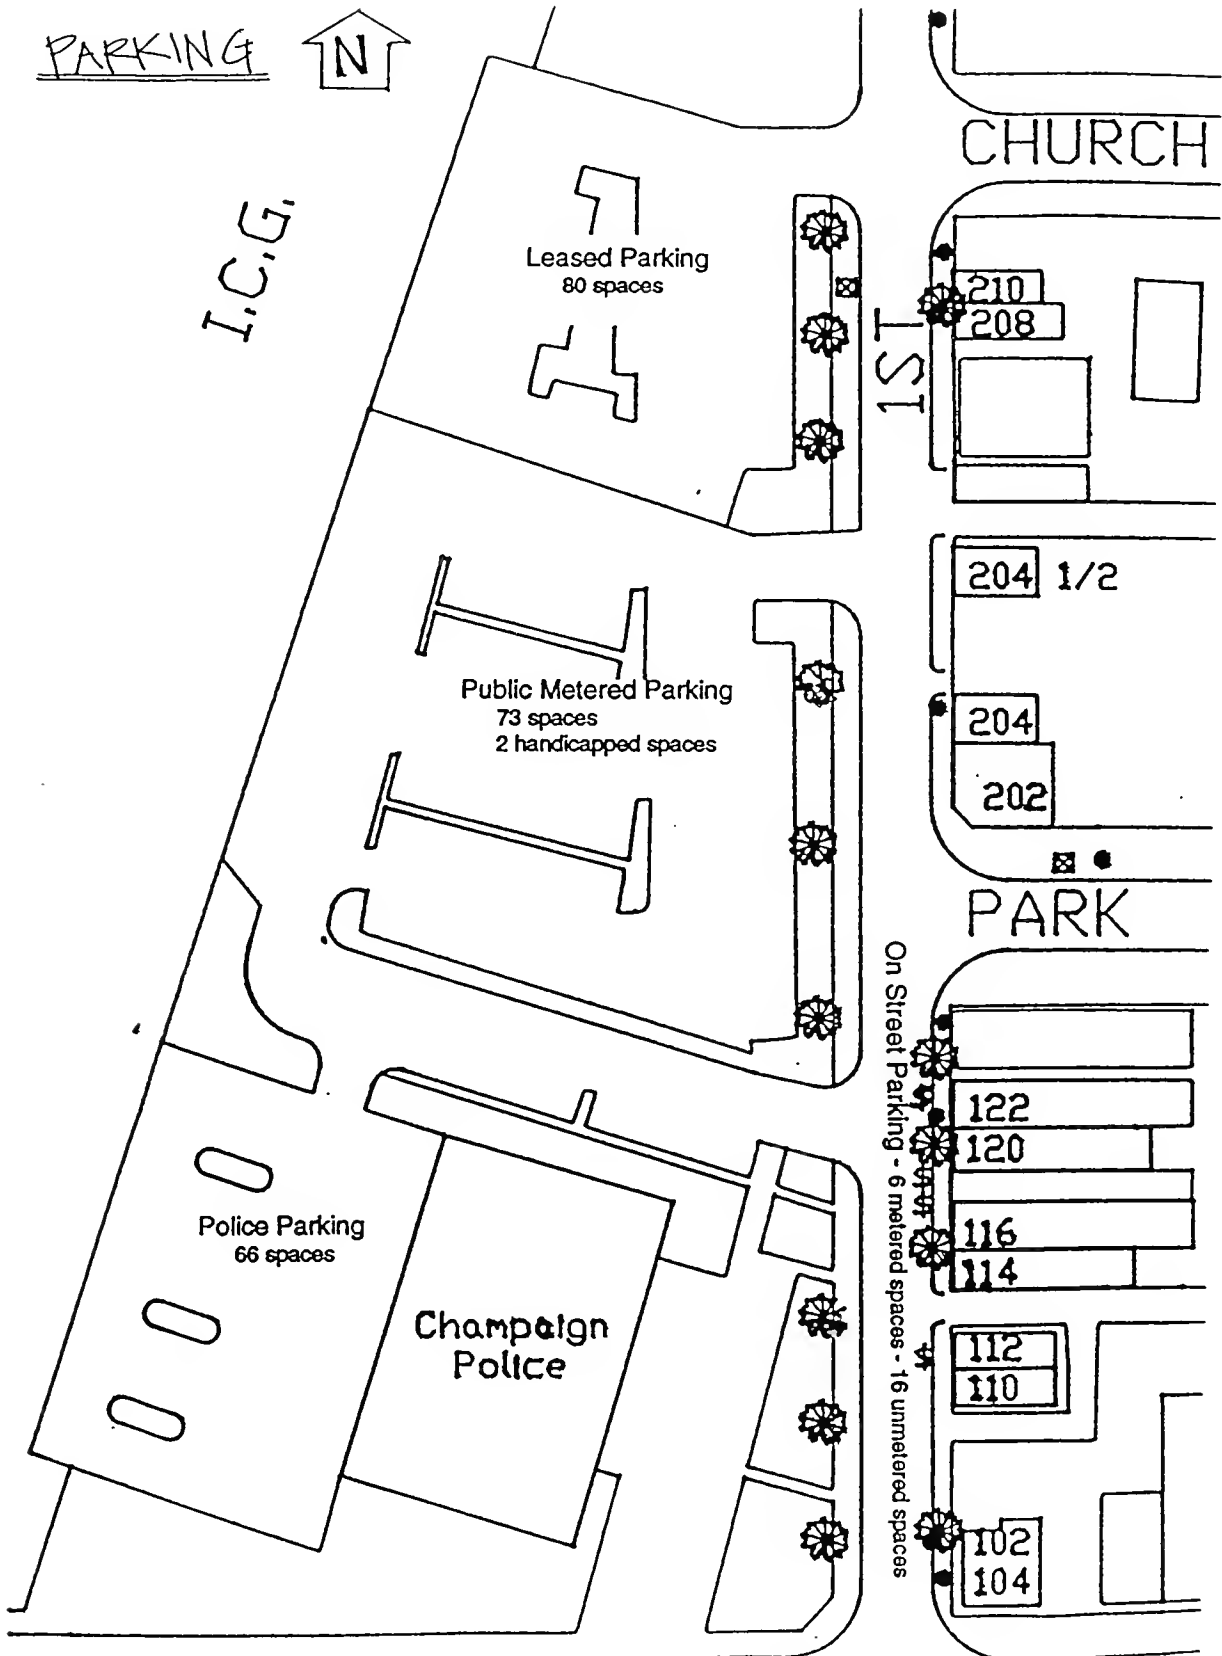 PARKING
N
CHURCH
I.C.G.
Leased Parking
80 spaces
210
208
1ST
204 1/2
Public Metered Parking
73 spaces
2 handicapped spaces
204
202
PARK
On Street Parking - 6 metered spaces - 16 unmetered spaces
122
120
Police Parking
66 spaces
116
114
Champaign
Police
112
110
102
104